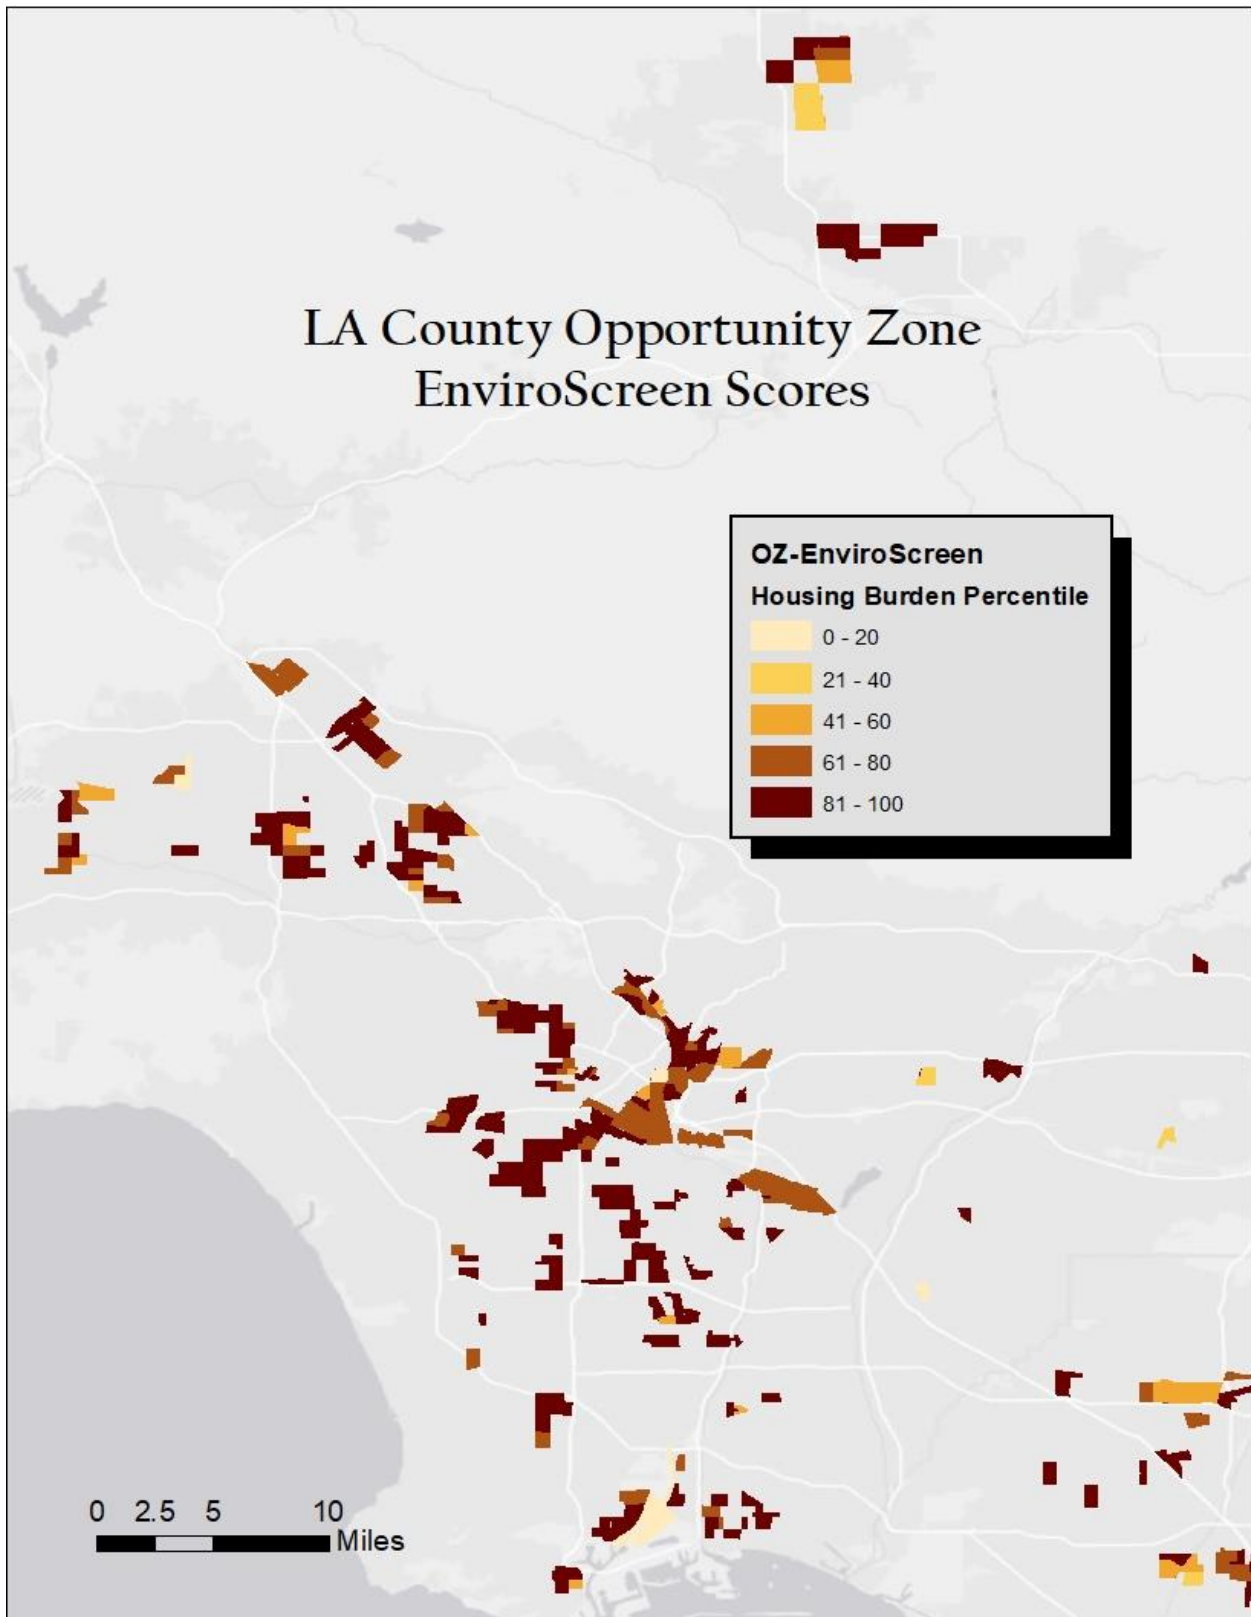 LA County Opportunity Zone
EnviroScreen Scores
OZ-EnviroScreen
Housing Burden Percentile
0 - 20
21 - 40
41 - 60
61 - 80
81 - 100
0 2.5 5 10
Miles